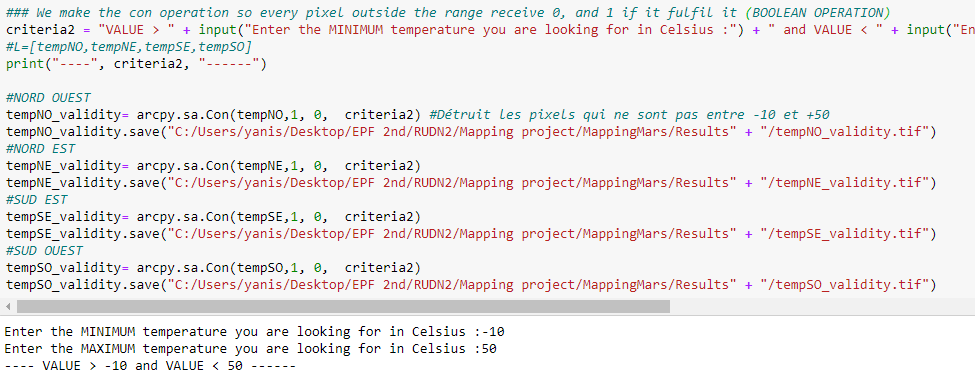 ### We make the con operation so every pixel outside the range receive 0, and 1 if it fulfil it (BOOLEAN OPERATION)
criteria2 = "VALUE > " + input("Enter the MINIMUM temperature you are looking for in Celsius :") + " and VALUE < " + input("En
#L=[tempNO,tempNE,tempSE,tempSO]
print("----", criteria2, "------")
#NORD OUEST
tempNO_validity= arcpy.sa.Con(tempNO,1, 0,  criteria2) #Détruit les pixels qui ne sont pas entre -10 et +50
tempNO_validity.save("C:/Users/yanis/Desktop/EPF 2nd/RUDN2/Mapping project/MappingMars/Results" + "/tempNO_validity.tif")
#NORD EST
tempNE_validity= arcpy.sa.Con(tempNE,1, 0,  criteria2)
tempNE_validity.save("C:/Users/yanis/Desktop/EPF 2nd/RUDN2/Mapping project/MappingMars/Results" + "/tempNE_validity.tif")
#SUD EST
tempSE_validity= arcpy.sa.Con(tempSE,1, 0,  criteria2)
tempSE_validity.save("C:/Users/yanis/Desktop/EPF 2nd/RUDN2/Mapping project/MappingMars/Results" + "/tempSE_validity.tif")
#SUD OUEST
tempSO_validity= arcpy.sa.Con(tempSO,1, 0,  criteria2)
tempSO_validity.save("C:/Users/yanis/Desktop/EPF 2nd/RUDN2/Mapping project/MappingMars/Results" + "/tempSO_validity.tif")
Enter the MINIMUM temperature you are looking for in Celsius :-10
Enter the MAXIMUM temperature you are looking for in Celsius :50
---- VALUE > -10 and VALUE < 50 ------